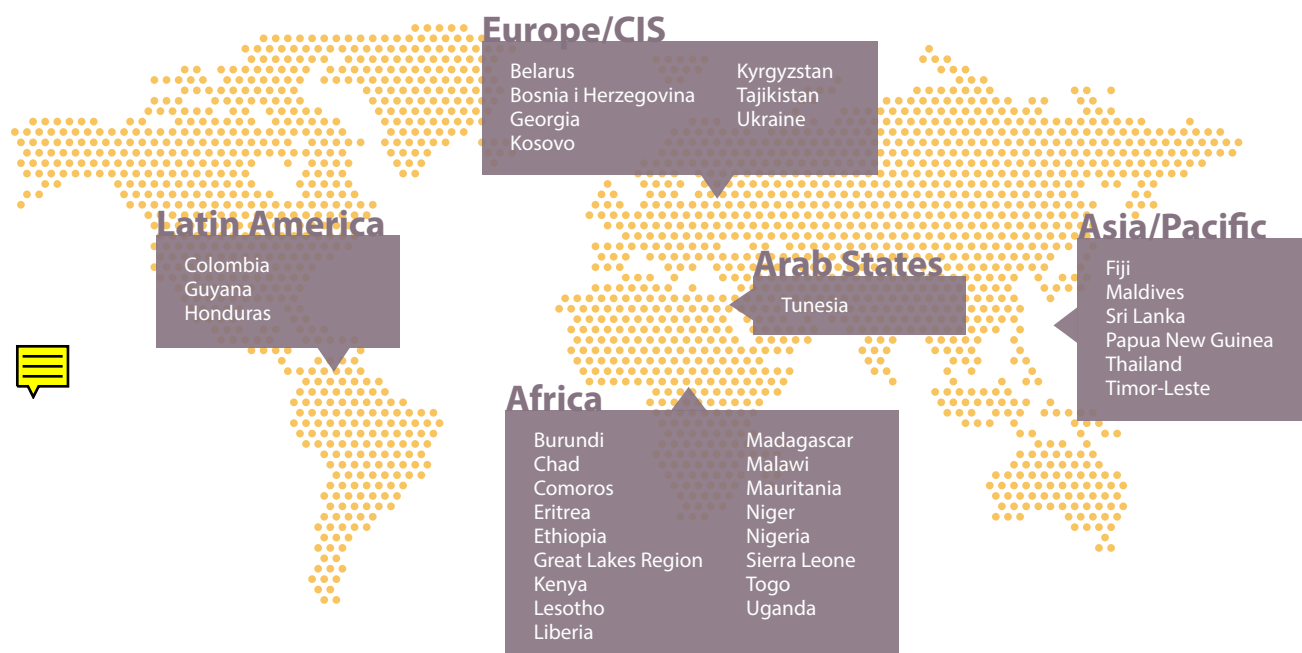 Europe/CIS
Belarus
Bosnia i Herzegovina
Georgia
Kosovo
Kyrgyzstan
Tajikistan
Ukraine
Latin America
Colombia
Guyana
Honduras
Arab States
Tunesia
Asia/Pacific
Fiji
Maldives
Sri Lanka
Papua New Guinea
Thailand
Timor-Leste
Africa
Burundi
Chad
Comoros
Eritrea
Ethiopia
Great Lakes Region
Kenya
Lesotho
Liberia
Madagascar
Malawi
Mauritania
Niger
Nigeria
Sierra Leone
Togo
Uganda